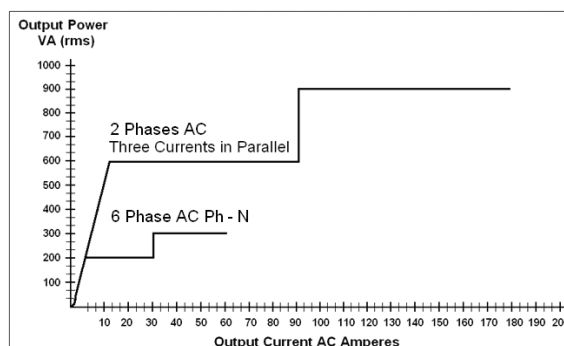 Output Power
VA (rms)
1000
900
800
700
600
500
400
300
200
100
2 Phases AC
Three Currents in Parallel
6 Phase AC Ph - N
10 20 30 40 50 60 70 80 90 100 110 120 130 140 150 160 170 180 190
Output Current AC Amperes